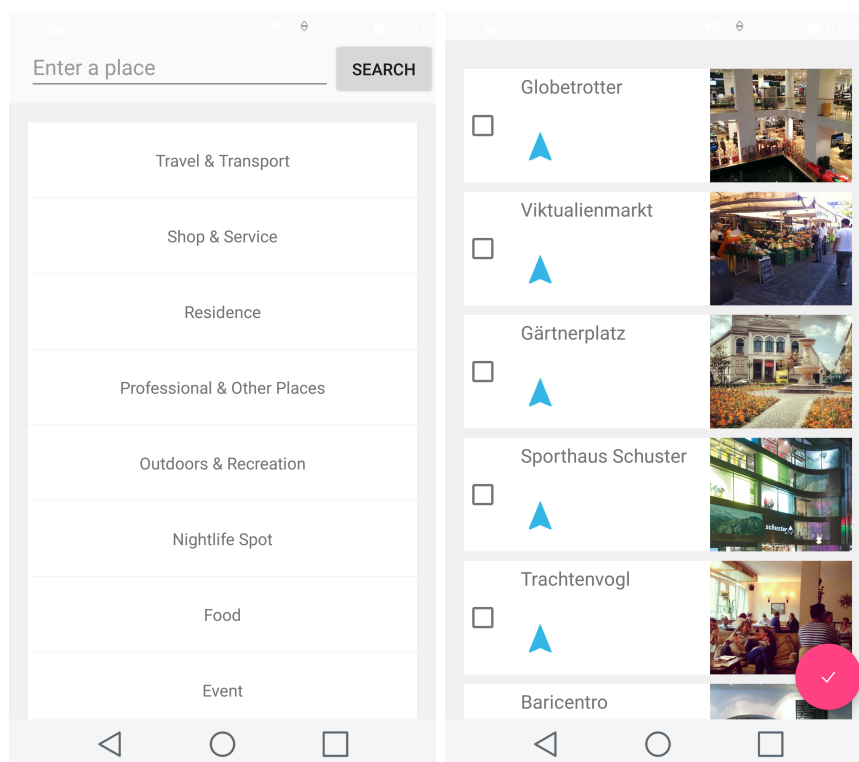 Enter a place
SEARCH
Travel & Transport
Shop & Service
Residence
Professional & Other Places
Outdoors & Recreation
Nightlife Spot
Food
Event
Globetrotter
Viktualienmarkt
Gärtnerplatz
Sporthaus Schuster
schuster
Trachtenvogl
Baricentro